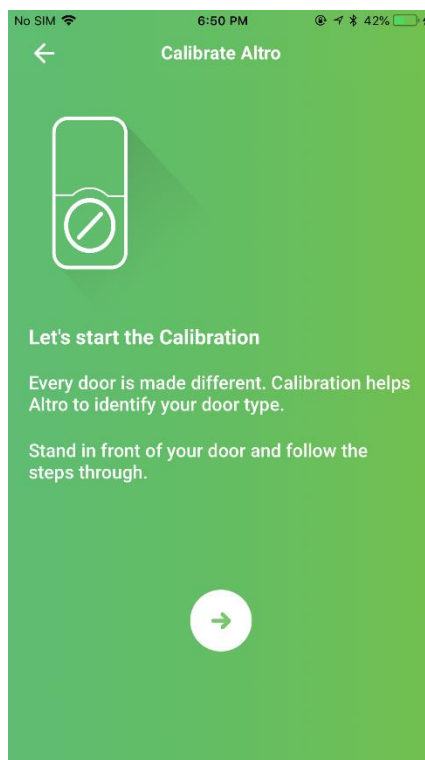 No SIM 6:50 PM 42%
Calibrate Altro
Let's start the Calibration
Every door is made different. Calibration helps
Altro to identify your door type.
Stand in front of your door and follow the
steps through.